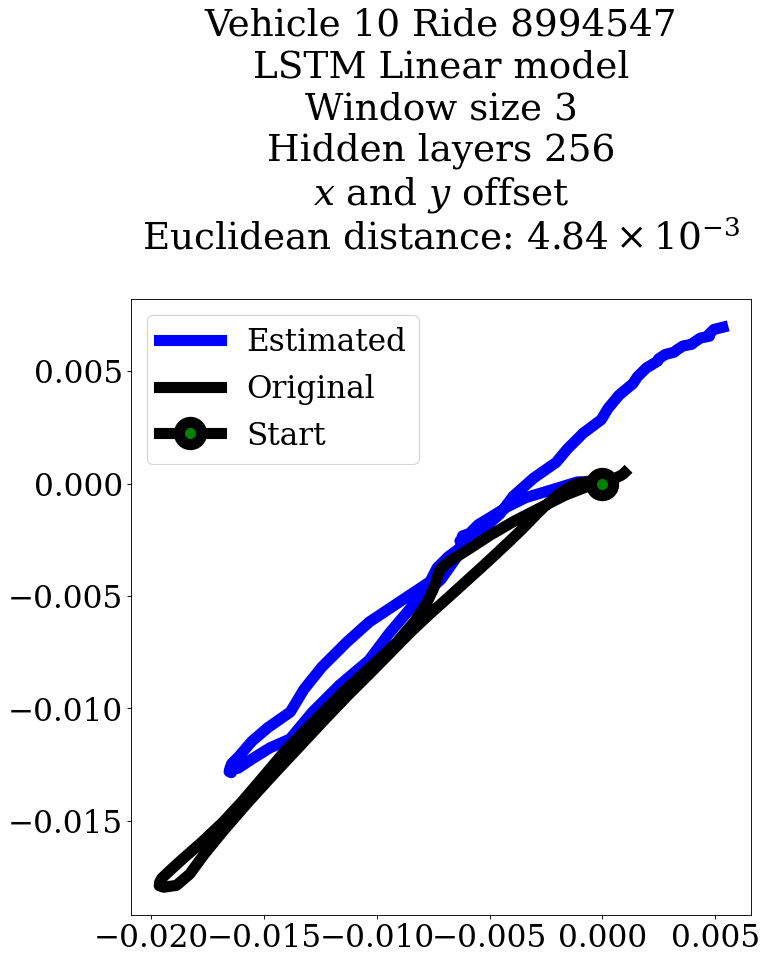 Vehicle 10 Ride 8994547
LSTM Linear model
Window size 3
Hidden layers 256
x and y offset
Euclidean distance: 4.84 × 10⁻³
Estimated
Original
Start
0.005
0.000
−0.005
−0.010
−0.015
−0.020 −0.015 −0.010 −0.005 0.000 0.005